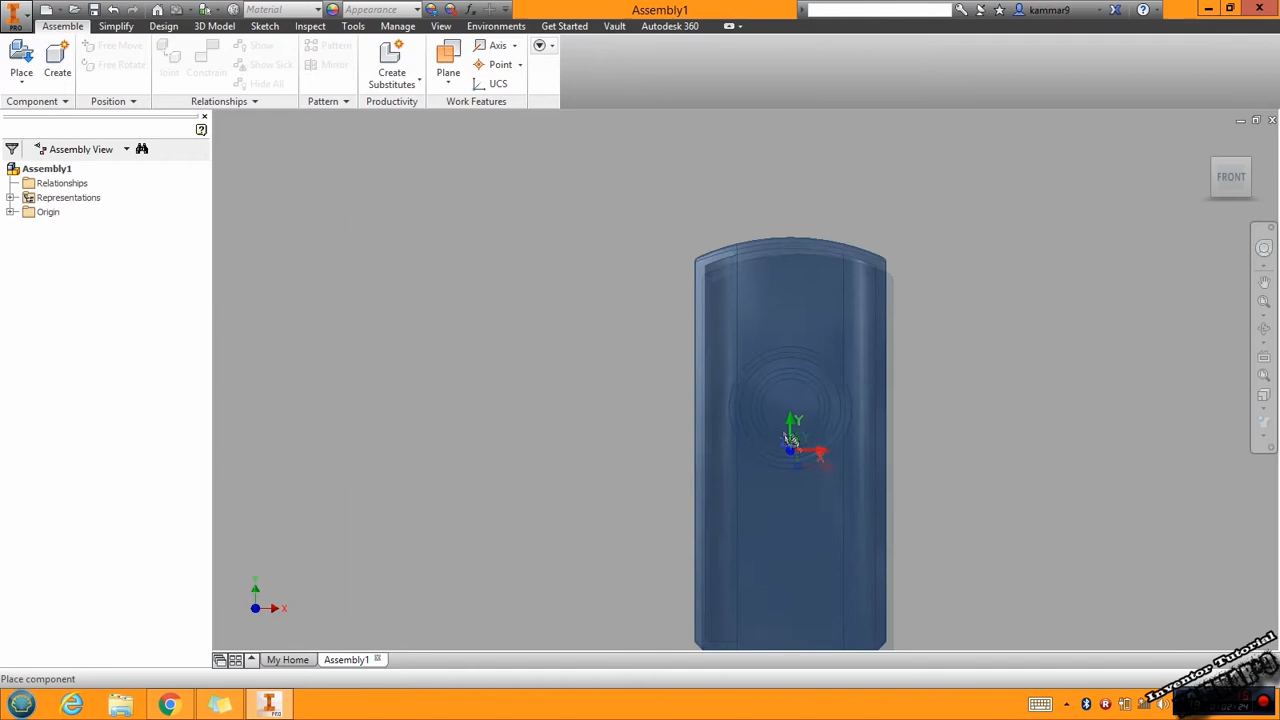 Material
Appearance
Assembly1
kammar9
PRO
Assemble Simplify Design 3D Model Sketch Inspect Tools Manage View Environments Get Started Vault Autodesk 360
Place Create Free Move Free Rotate Joint Constrain Show Show Sick Hide All Pattern Mirror Create Substitutes Plane Axis Point UCS
Component Position Relationships Pattern Productivity Work Features
Assembly View
Assembly1
Relationships
Representations
Origin
FRONT
Y
X
X
My Home Assembly1
Place component
PRO
Inventor Tutorial